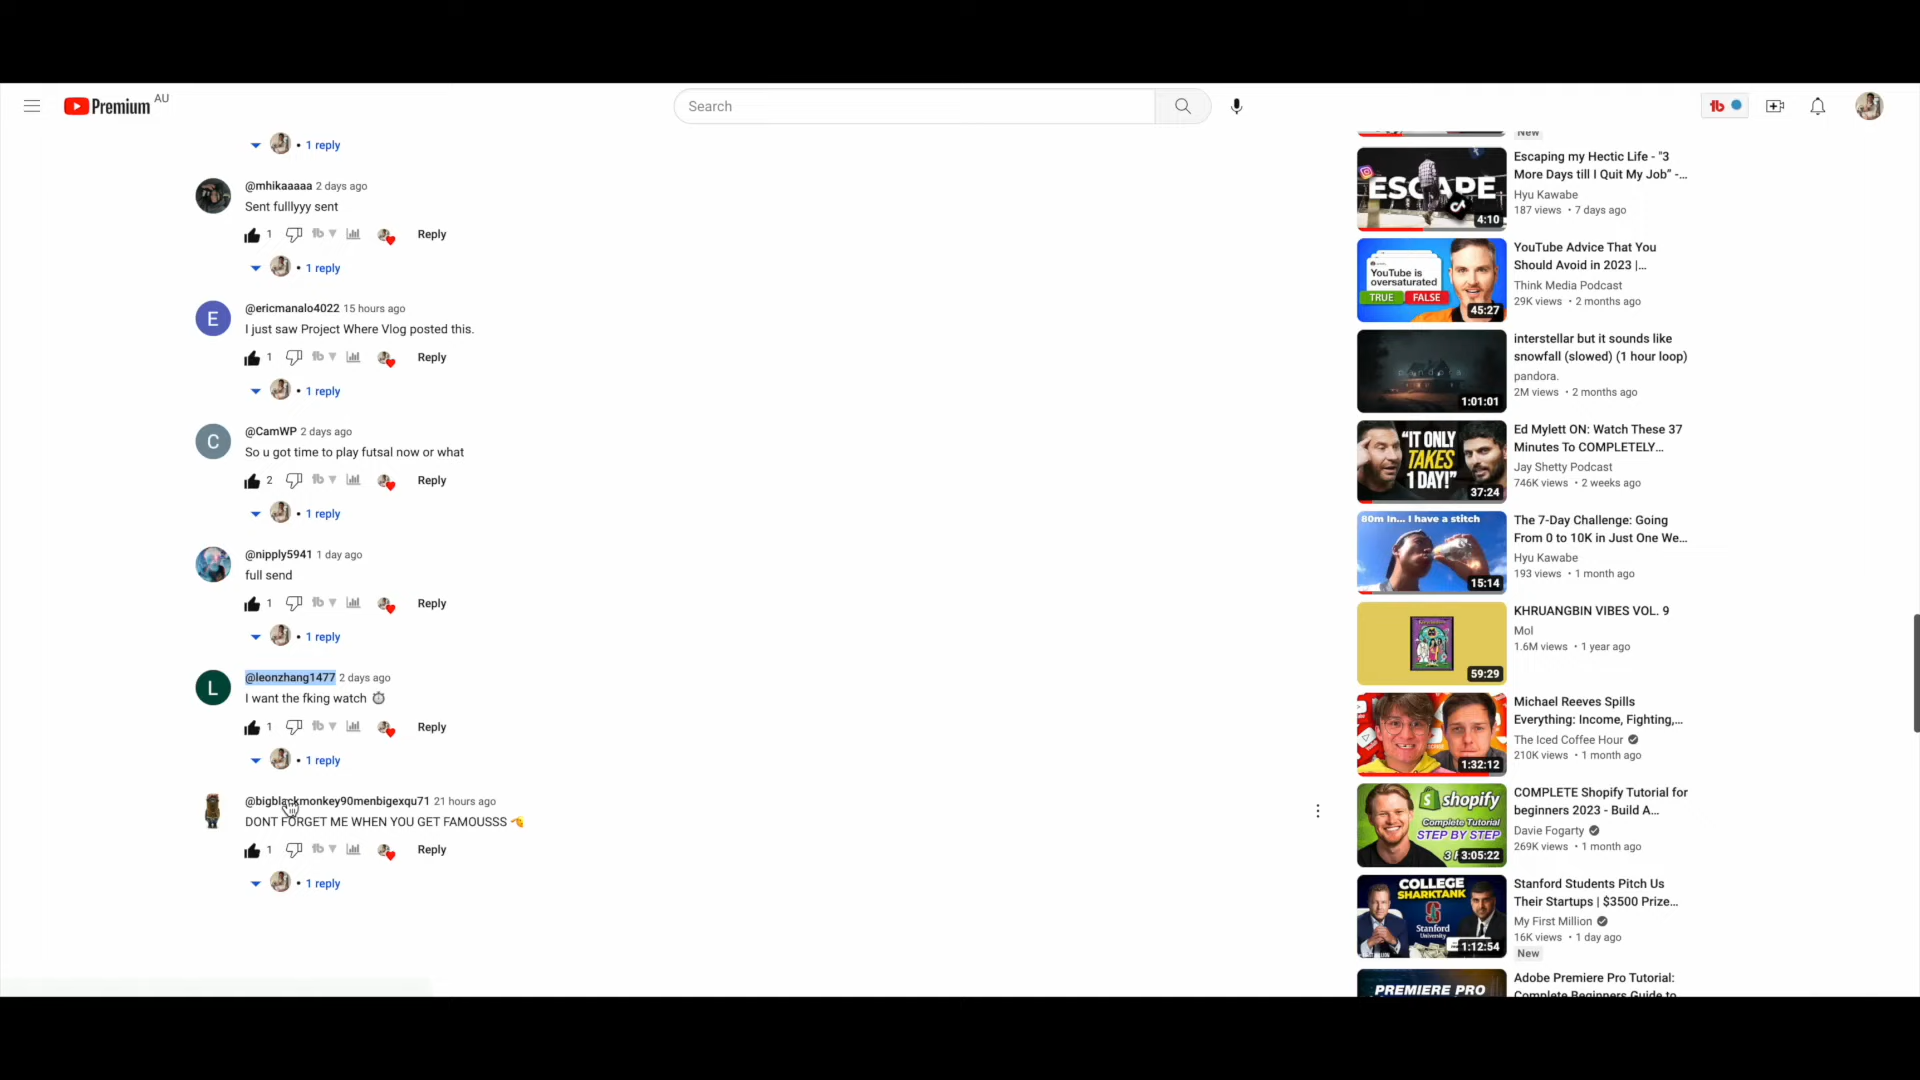 Premium AU
Search
1 reply
@mhikaaaaa 2 days ago
Sent fulllyyy sent
1
Reply
1 reply
@ericmanalo4022 15 hours ago
I just saw Project Where Vlog posted this.
1
Reply
1 reply
@CamWP 2 days ago
So u got time to play futsal now or what
2
Reply
1 reply
@nipply5941 1 day ago
full send
1
Reply
1 reply
@leonzhang1477 2 days ago
I want the fking watch
1
Reply
1 reply
@bigblackmonkey90menbigexqu71 21 hours ago
DONT FORGET ME WHEN YOU GET FAMOUSSS
1
Reply
1 reply
New
ESCAPE
4:10
Escaping my Hectic Life - "3
More Days till I Quit My Job” -...
Hyu Kawabe
187 views • 7 days ago
YouTube is
oversaturated
TRUE FALSE
45:27
YouTube Advice That You
Should Avoid in 2023 |...
Think Media Podcast
29K views • 2 months ago
pandora
1:01:01
interstellar but it sounds like
snowfall (slowed) (1 hour loop)
pandora.
2M views • 2 months ago
“IT ONLY
TAKES
1 DAY!”
37:24
Ed Mylett ON: Watch These 37
Minutes To COMPLETELY...
Jay Shetty Podcast
746K views • 2 weeks ago
80m In... I have a stitch
15:14
The 7-Day Challenge: Going
From 0 to 10K in Just One We...
Hyu Kawabe
193 views • 1 month ago
59:29
KHRUANGBIN VIBES VOL. 9
Mol
1.6M views • 1 year ago
1:32:12
Michael Reeves Spills
Everything: Income, Fighting,...
The Iced Coffee Hour
210K views • 1 month ago
shopify
Complete Tutorial
STEP BY STEP
3:05:22
COMPLETE Shopify Tutorial for
beginners 2023 - Build A...
Davie Fogarty
269K views • 1 month ago
COLLEGE
SHARKTANK
Stanford
University
1:12:54
Stanford Students Pitch Us
Their Startups | $3500 Prize...
My First Million
16K views • 1 day ago
New
PREMIERE PRO
Adobe Premiere Pro Tutorial:
Complete Beginners Guide to